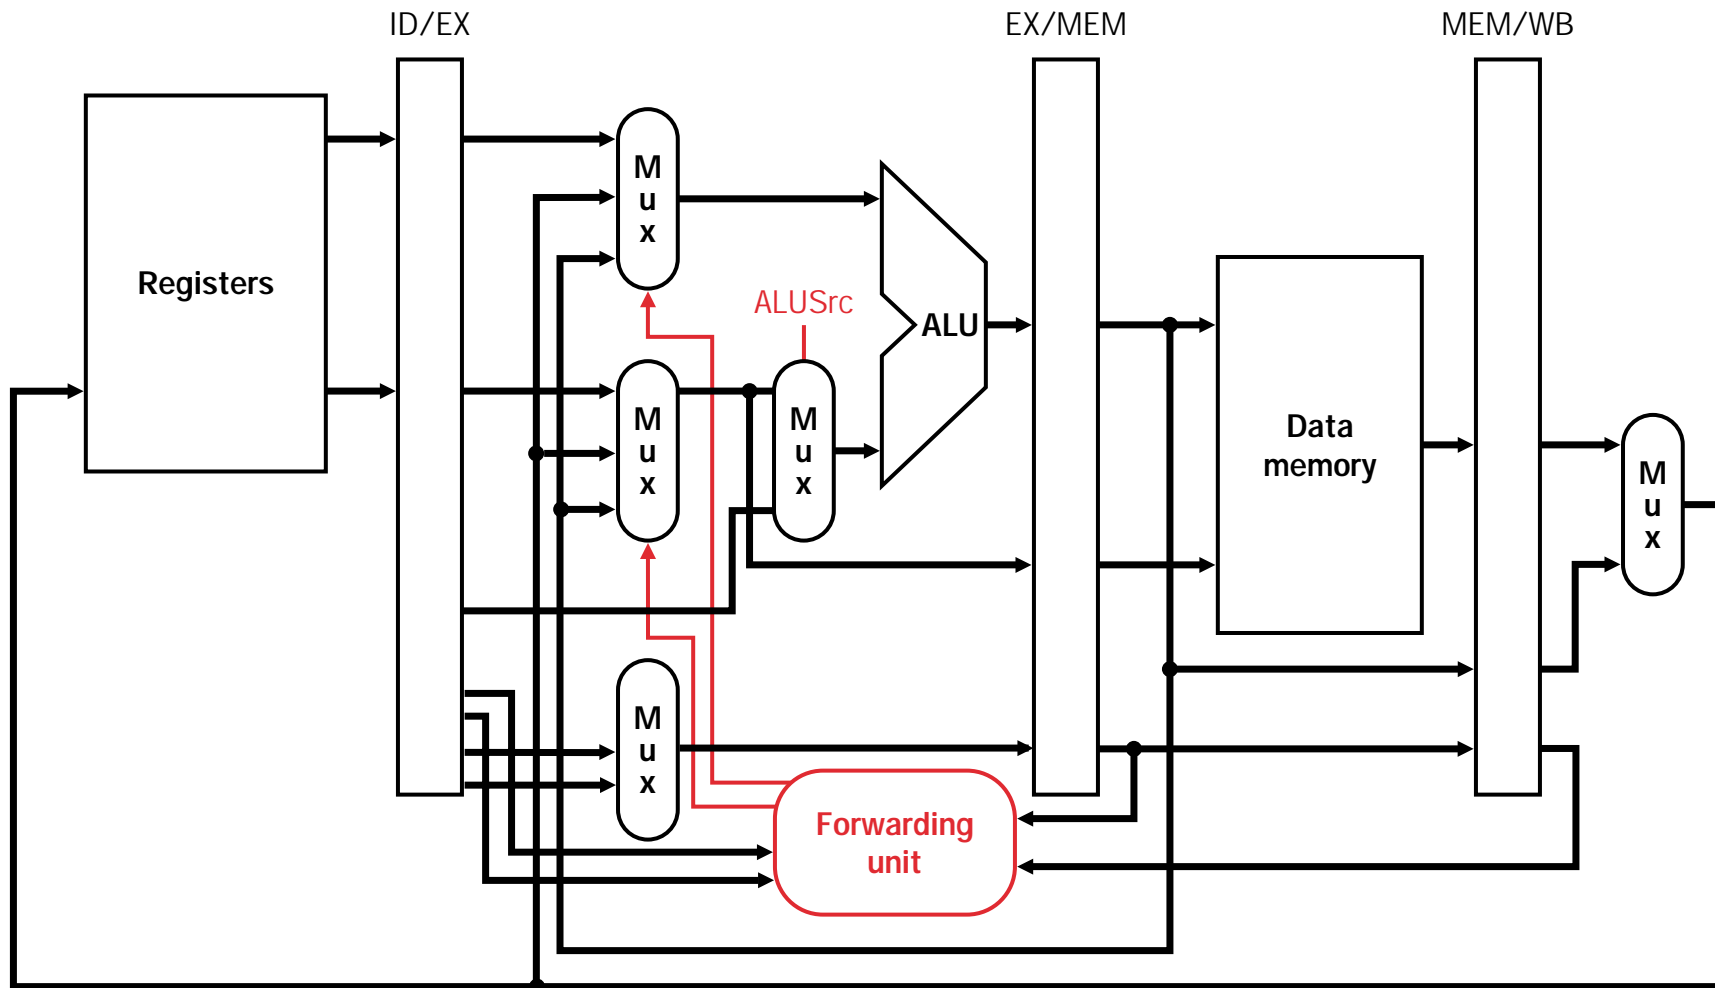 ID/EX
EX/MEM
MEM/WB
Registers
M
u
x
ALUSrc
ALU
M
u
x
M
u
x
Data
memory
M
u
x
M
u
x
Forwarding
unit